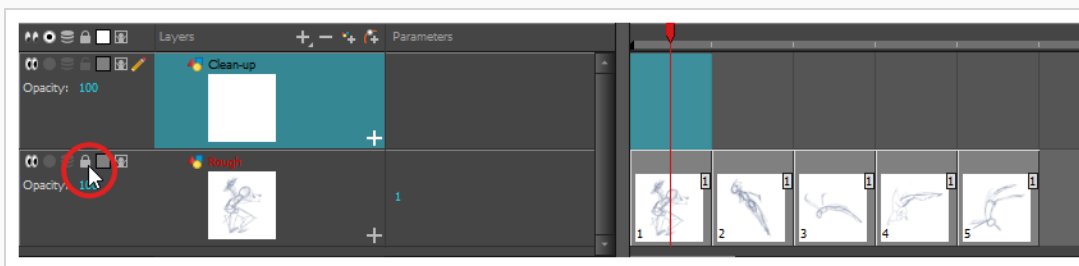 Layers
Parameters
Clean-up
Opacity: 100
Rough
Opacity: 100
1
1 1 1 1 1
1 2 3 4 5